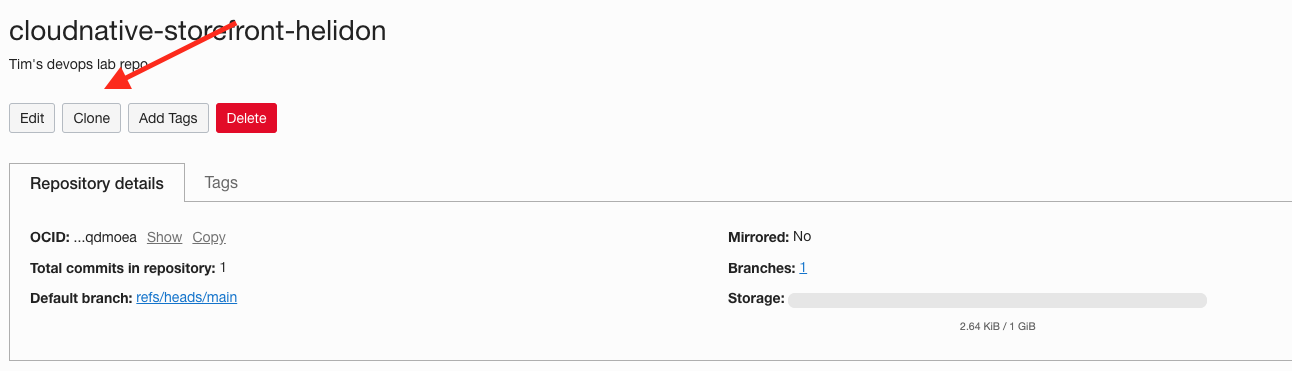 cloudnative-storefront-helidon
Tim's devops lab repo
Edit Clone Add Tags Delete
Repository details Tags
OCID: ...qdmoea Show Copy
Mirrored: No
Total commits in repository: 1
Branches: 1
Default branch: refs/heads/main
Storage:
2.64 KiB / 1 GiB